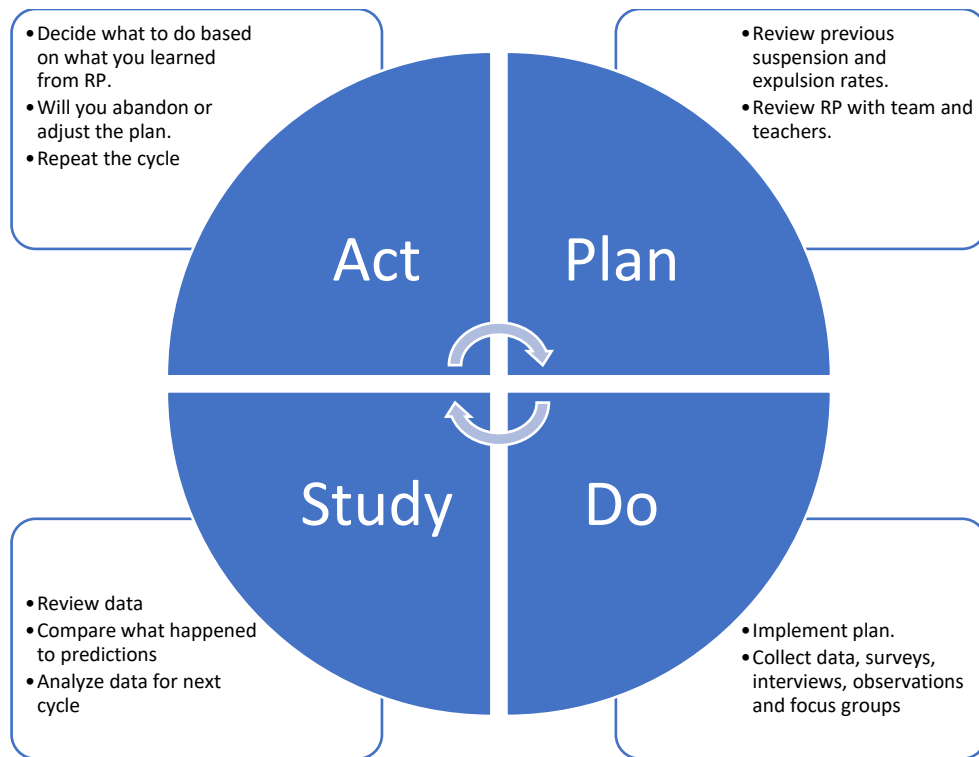 •Decide what to do based
on what you learned
from RP.
•Will you abandon or
adjust the plan.
•Repeat the cycle
•Review previous
suspension and
expulsion rates.
•Review RP with team and
teachers.
Act
Plan
Study
Do
•Review data
•Compare what happened
to predictions
•Analyze data for next
cycle
•Implement plan.
•Collect data, surveys,
interviews, observations
and focus groups